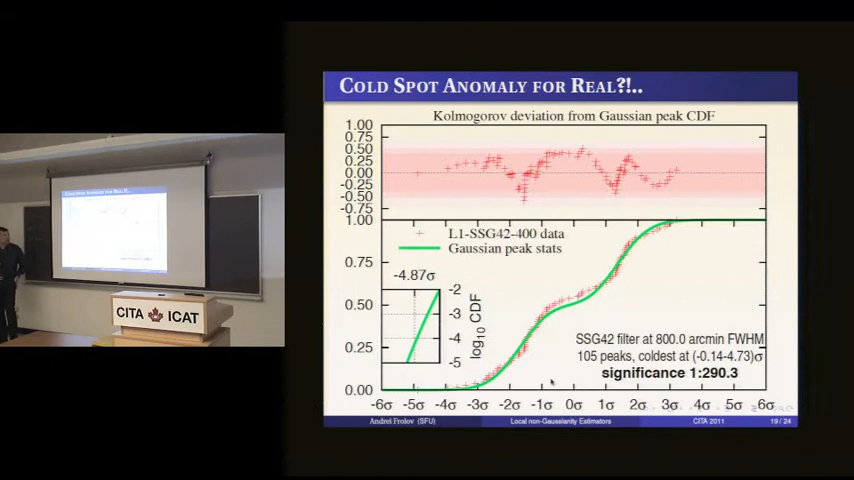 COLD SPOT ANOMALY FOR REAL?!..
Kolmogorov deviation from Gaussian peak CDF
1.00
0.75
0.50
0.25
0.00
-0.25
-0.50
-0.75
1.00
L1-SSG42-400 data
Gaussian peak stats
0.75
-4.87σ
-2
-3
-4
-5
log10 CDF
0.50
SSG42 filter at 800.0 arcmin FWHM
105 peaks, coldest at (-0.14-4.73)σ
significance 1:290.3
0.25
0.00
-6σ -5σ -4σ -3σ -2σ -1σ 0σ 1σ 2σ 3σ 4σ 5σ 6σ
Andrei Frolov (SFU) Local non-Gaussianity Estimators CITA 2011 19 / 24
COLD SPOT ANOMALY FOR REAL?!..
CITA ICAT